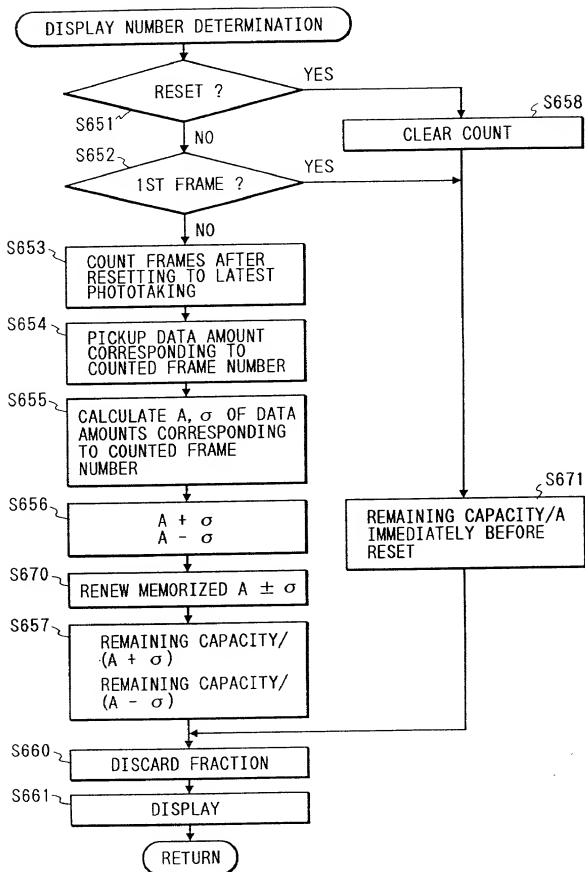 DISPLAY NUMBER DETERMINATION
RESET ?
YES
S651
NO
S658
CLEAR COUNT
S652
1ST FRAME ?
YES
NO
S653
COUNT FRAMES AFTER
RESETTING TO LATEST
PHOTOTAKING
S654
PICKUP DATA AMOUNT
CORRESPONDING TO
COUNTED FRAME NUMBER
S655
CALCULATE A, σ OF DATA
AMOUNTS CORRESPONDING
TO COUNTED FRAME
NUMBER
S656
A + σ
A - σ
S671
REMAINING CAPACITY/A
IMMEDIATELY BEFORE
RESET
S670
RENEW MEMORIZED A ± σ
S657
REMAINING CAPACITY/
(A + σ)
REMAINING CAPACITY/
(A - σ)
S660
DISCARD FRACTION
S661
DISPLAY
RETURN